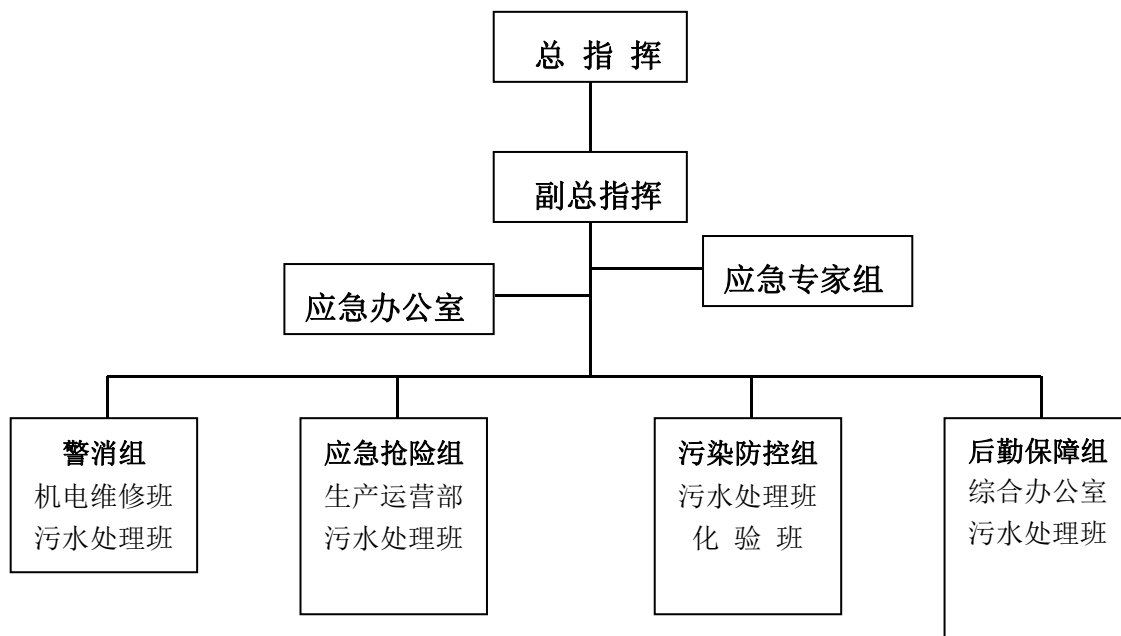 总 指 挥
副总指挥
应急专家组
应急办公室
警消组
机电维修班
污水处理班
应急抢险组
生产运营部
污水处理班
污染防控组
污水处理班
化 验 班
后勤保障组
综合办公室
污水处理班